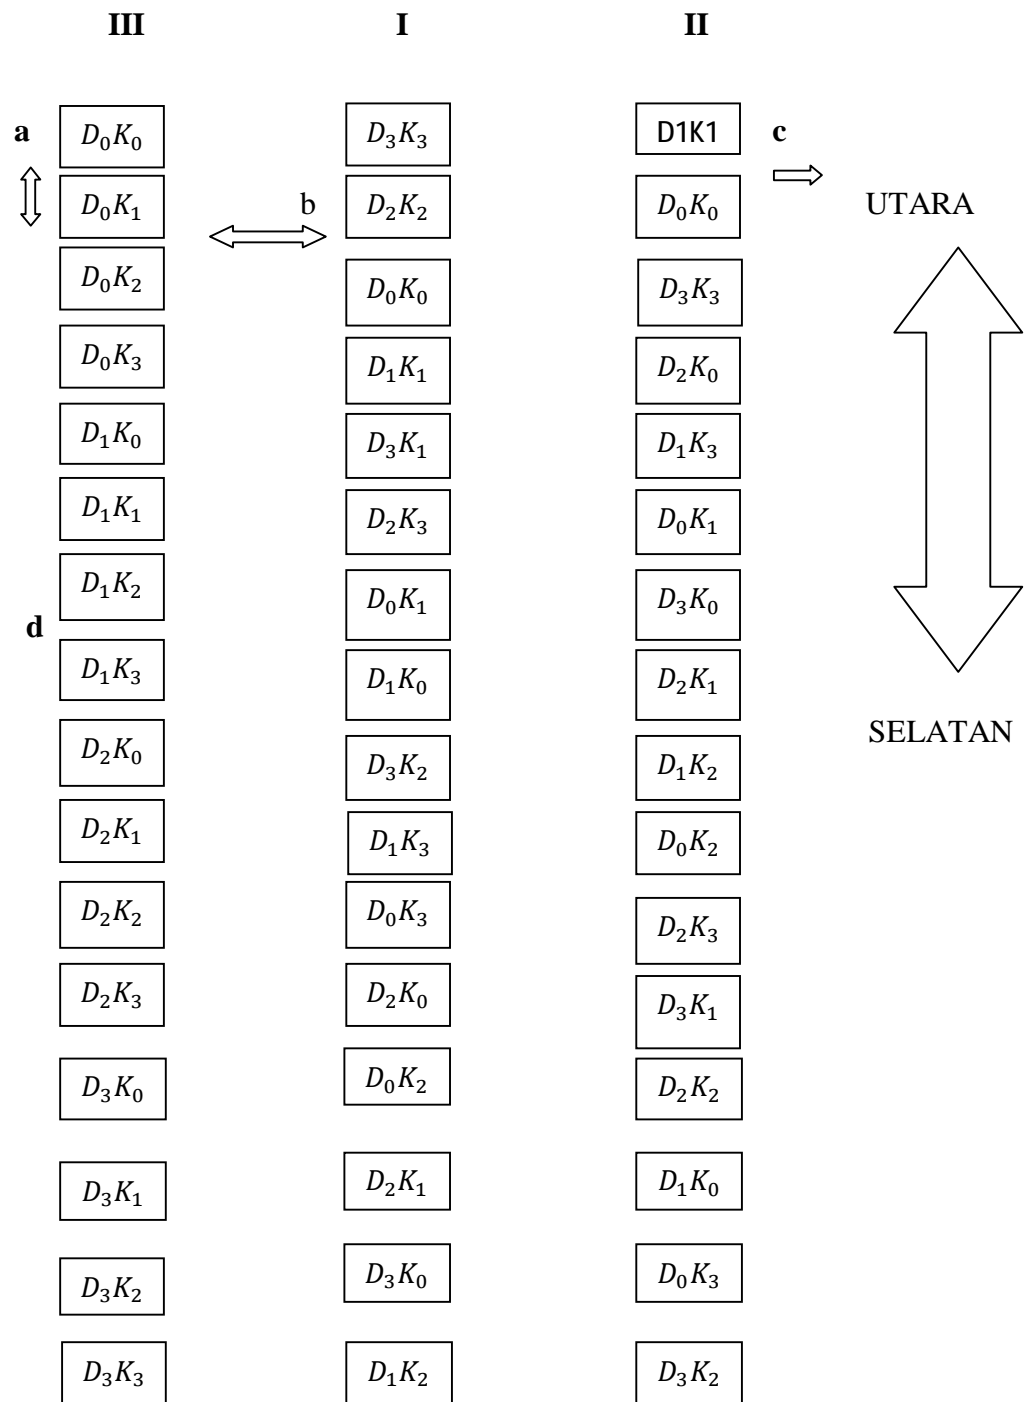 III I II
a D₀K₀ D₃K₃ D1K1 c
D₀K₁ b D₂K₂ D₀K₀ UTARA
D₀K₂ D₀K₀ D₃K₃
D₀K₃ D₁K₁ D₂K₀
D₁K₀ D₃K₁ D₁K₃
D₁K₁ D₂K₃ D₀K₁
D₁K₂ D₀K₁ D₃K₀
d
D₁K₃ D₁K₀ D₂K₁
SELATAN
D₂K₀ D₃K₂ D₁K₂
D₂K₁ D₁K₃ D₀K₂
D₂K₂ D₀K₃ D₂K₃
D₂K₃ D₂K₀ D₃K₁
D₃K₀ D₀K₂ D₂K₂
D₃K₁ D₂K₁ D₁K₀
D₃K₂ D₃K₀ D₀K₃
D₃K₃ D₁K₂ D₃K₂